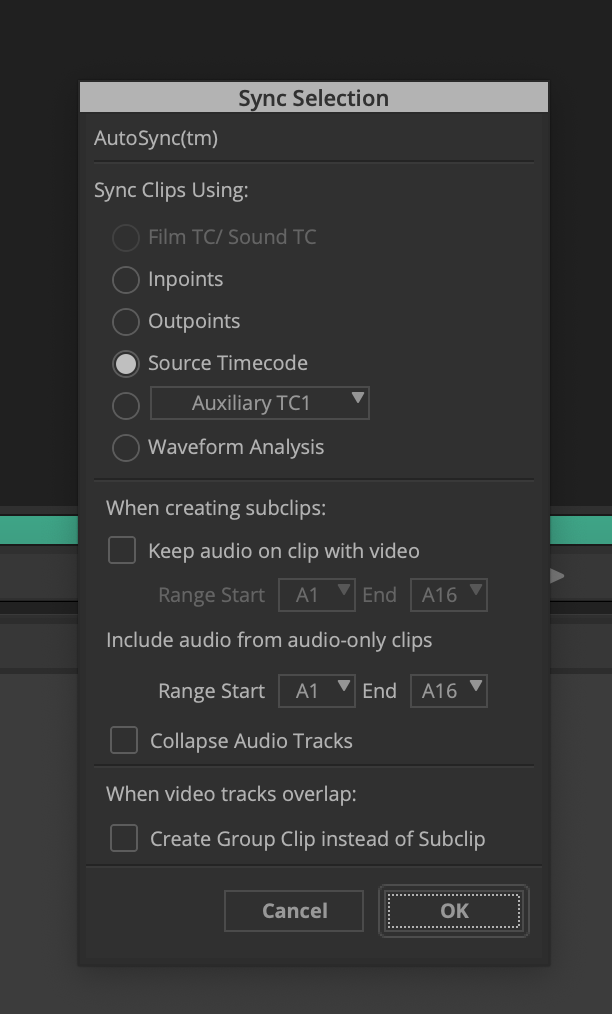 Sync Selection
AutoSync(tm)
Sync Clips Using:
Film TC/ Sound TC
Inpoints
Outpoints
Source Timecode
Auxiliary TC1
Waveform Analysis
When creating subclips:
Keep audio on clip with video
Range Start A1 End A16
Include audio from audio-only clips
Range Start A1 End A16
Collapse Audio Tracks
When video tracks overlap:
Create Group Clip instead of Subclip
Cancel OK